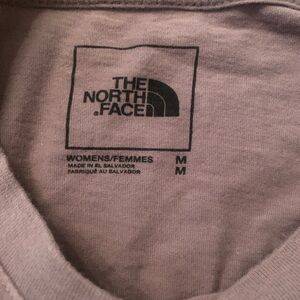 THE
NORTH
FACE
WOMENS/FEMMES M
MADE IN EL SALVADOR
FABRIQUÉ AU SALVADOR M